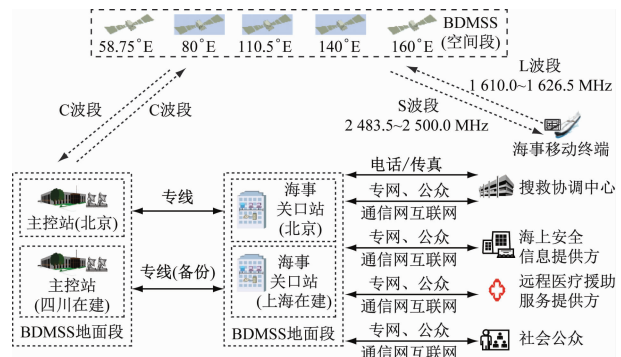 BDMSS
(空间段)
58.75°E
80°E
110.5°E
140°E
160°E
C波段
C波段
L波段
1 610.0~1 626.5 MHz
S波段
2 483.5~2 500.0 MHz
海事移动终端
主控站(北京)
专线
海事
关口站
(北京)
电话/传真
专网、公众
通信网互联网
搜救协调中心
主控站
(四川在建)
专线(备份)
海事
关口站
(上海在建)
专网、公众
通信网互联网
海上安全
信息提供方
专网、公众
通信网互联网
远程医疗援助
服务提供方
BDMSS地面段
BDMSS地面段
专网、公众
通信网互联网
社会公众